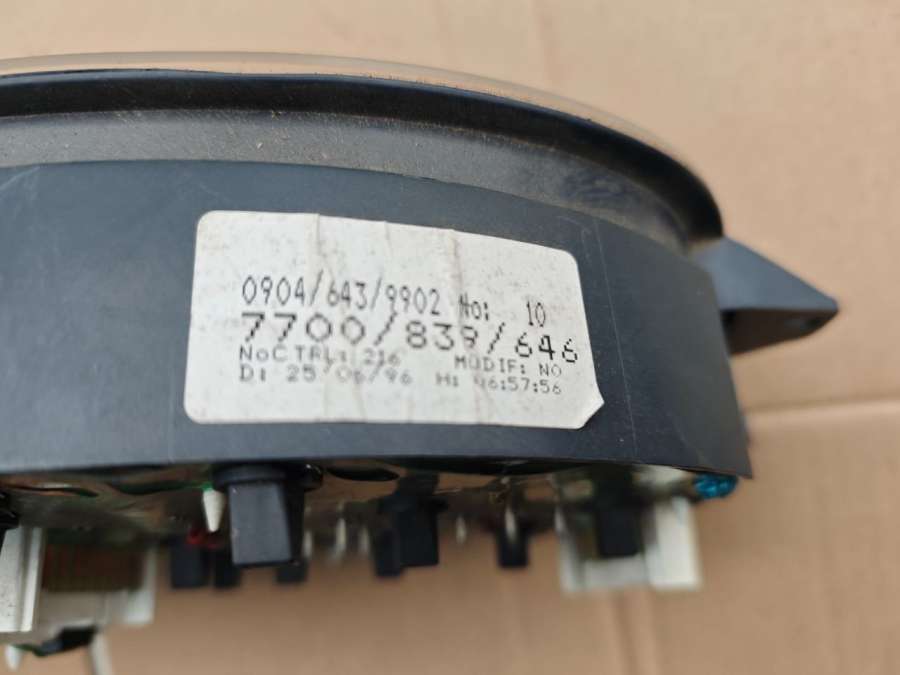 0904/643/9902 No: 10
7700/839/646
NoCTRL: 216 MODIF: NO
D: 25/06/96 H: 06:57:56